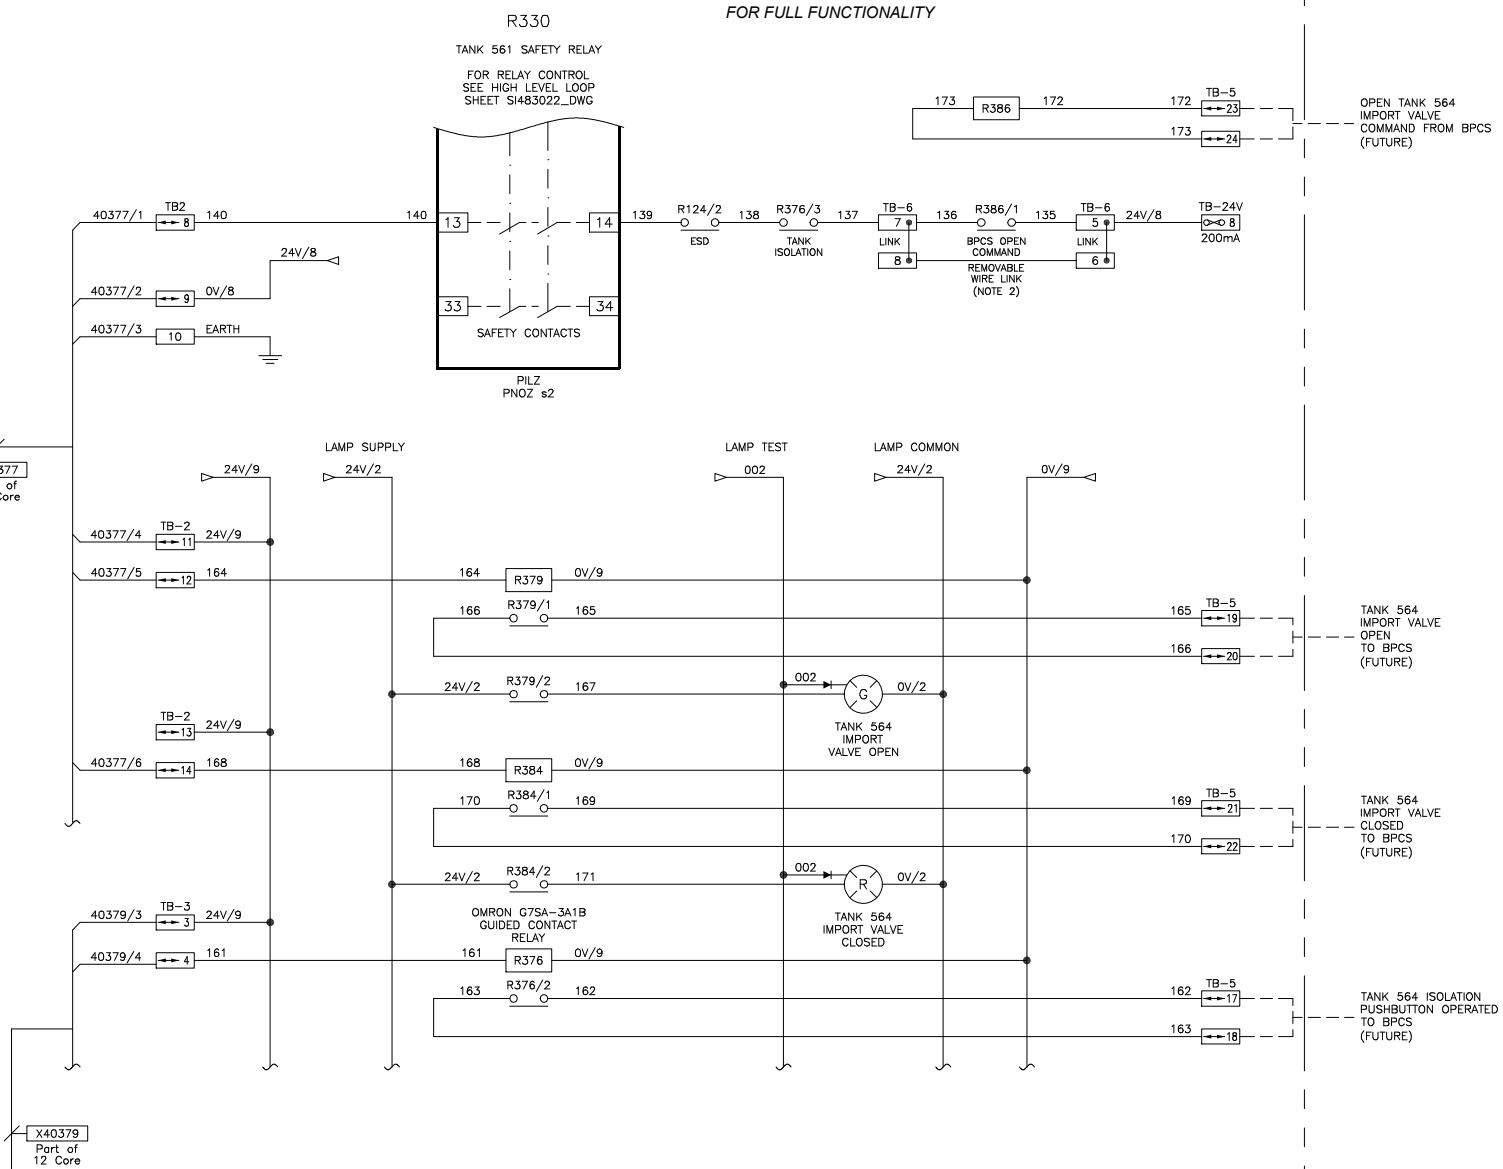 FOR FULL FUNCTIONALITY
R330
TANK 561 SAFETY RELAY
FOR RELAY CONTROL
SEE HIGH LEVEL LOOP
SHEET SI483022_DWG
173 R386 172 172 TB-5
23
173 24
OPEN TANK 564
IMPORT VALVE
COMMAND FROM BPCS
(FUTURE)
40377/1 TB2 8 140 140 13 14 139 R124/2 138 R376/3 137 TB-6 7 136 R386/1 135 TB-6 5 24V/8 TB-24V 8
ESD TANK
ISOLATION
LINK BPCS OPEN
COMMAND
LINK 200mA
8 REMOVABLE
WIRE LINK
(NOTE 2)
6
24V/8
40377/2 9 0V/8
33 34
40377/3 10 EARTH
SAFETY CONTACTS
PILZ
PNOZ s2
LAMP SUPPLY LAMP TEST LAMP COMMON
24V/9 24V/2 002 24V/2 0V/9
377
of
Core
40377/4 TB-2 11 24V/9
40377/5 12 164 164 R379 0V/9
166 R379/1 165 165 TB-5 19
166 20
TANK 564
IMPORT VALVE
OPEN
TO BPCS
(FUTURE)
24V/2 R379/2 167 002 G 0V/2
TANK 564
IMPORT
VALVE OPEN
TB-2 13 24V/9
40377/6 14 168 168 R384 0V/9
170 R384/1 169 169 TB-5 21
170 22
TANK 564
IMPORT VALVE
CLOSED
TO BPCS
(FUTURE)
24V/2 R384/2 171 002 R 0V/2
TANK 564
IMPORT VALVE
CLOSED
OMRON G7SA-3A1B
GUIDED CONTACT
RELAY
40379/3 TB-3 3 24V/9
40379/4 4 161 161 R376 0V/9
163 R376/2 162 162 TB-5 17
163 18
TANK 564 ISOLATION
PUSHBUTTON OPERATED
TO BPCS
(FUTURE)
X40379
Part of
12 Core